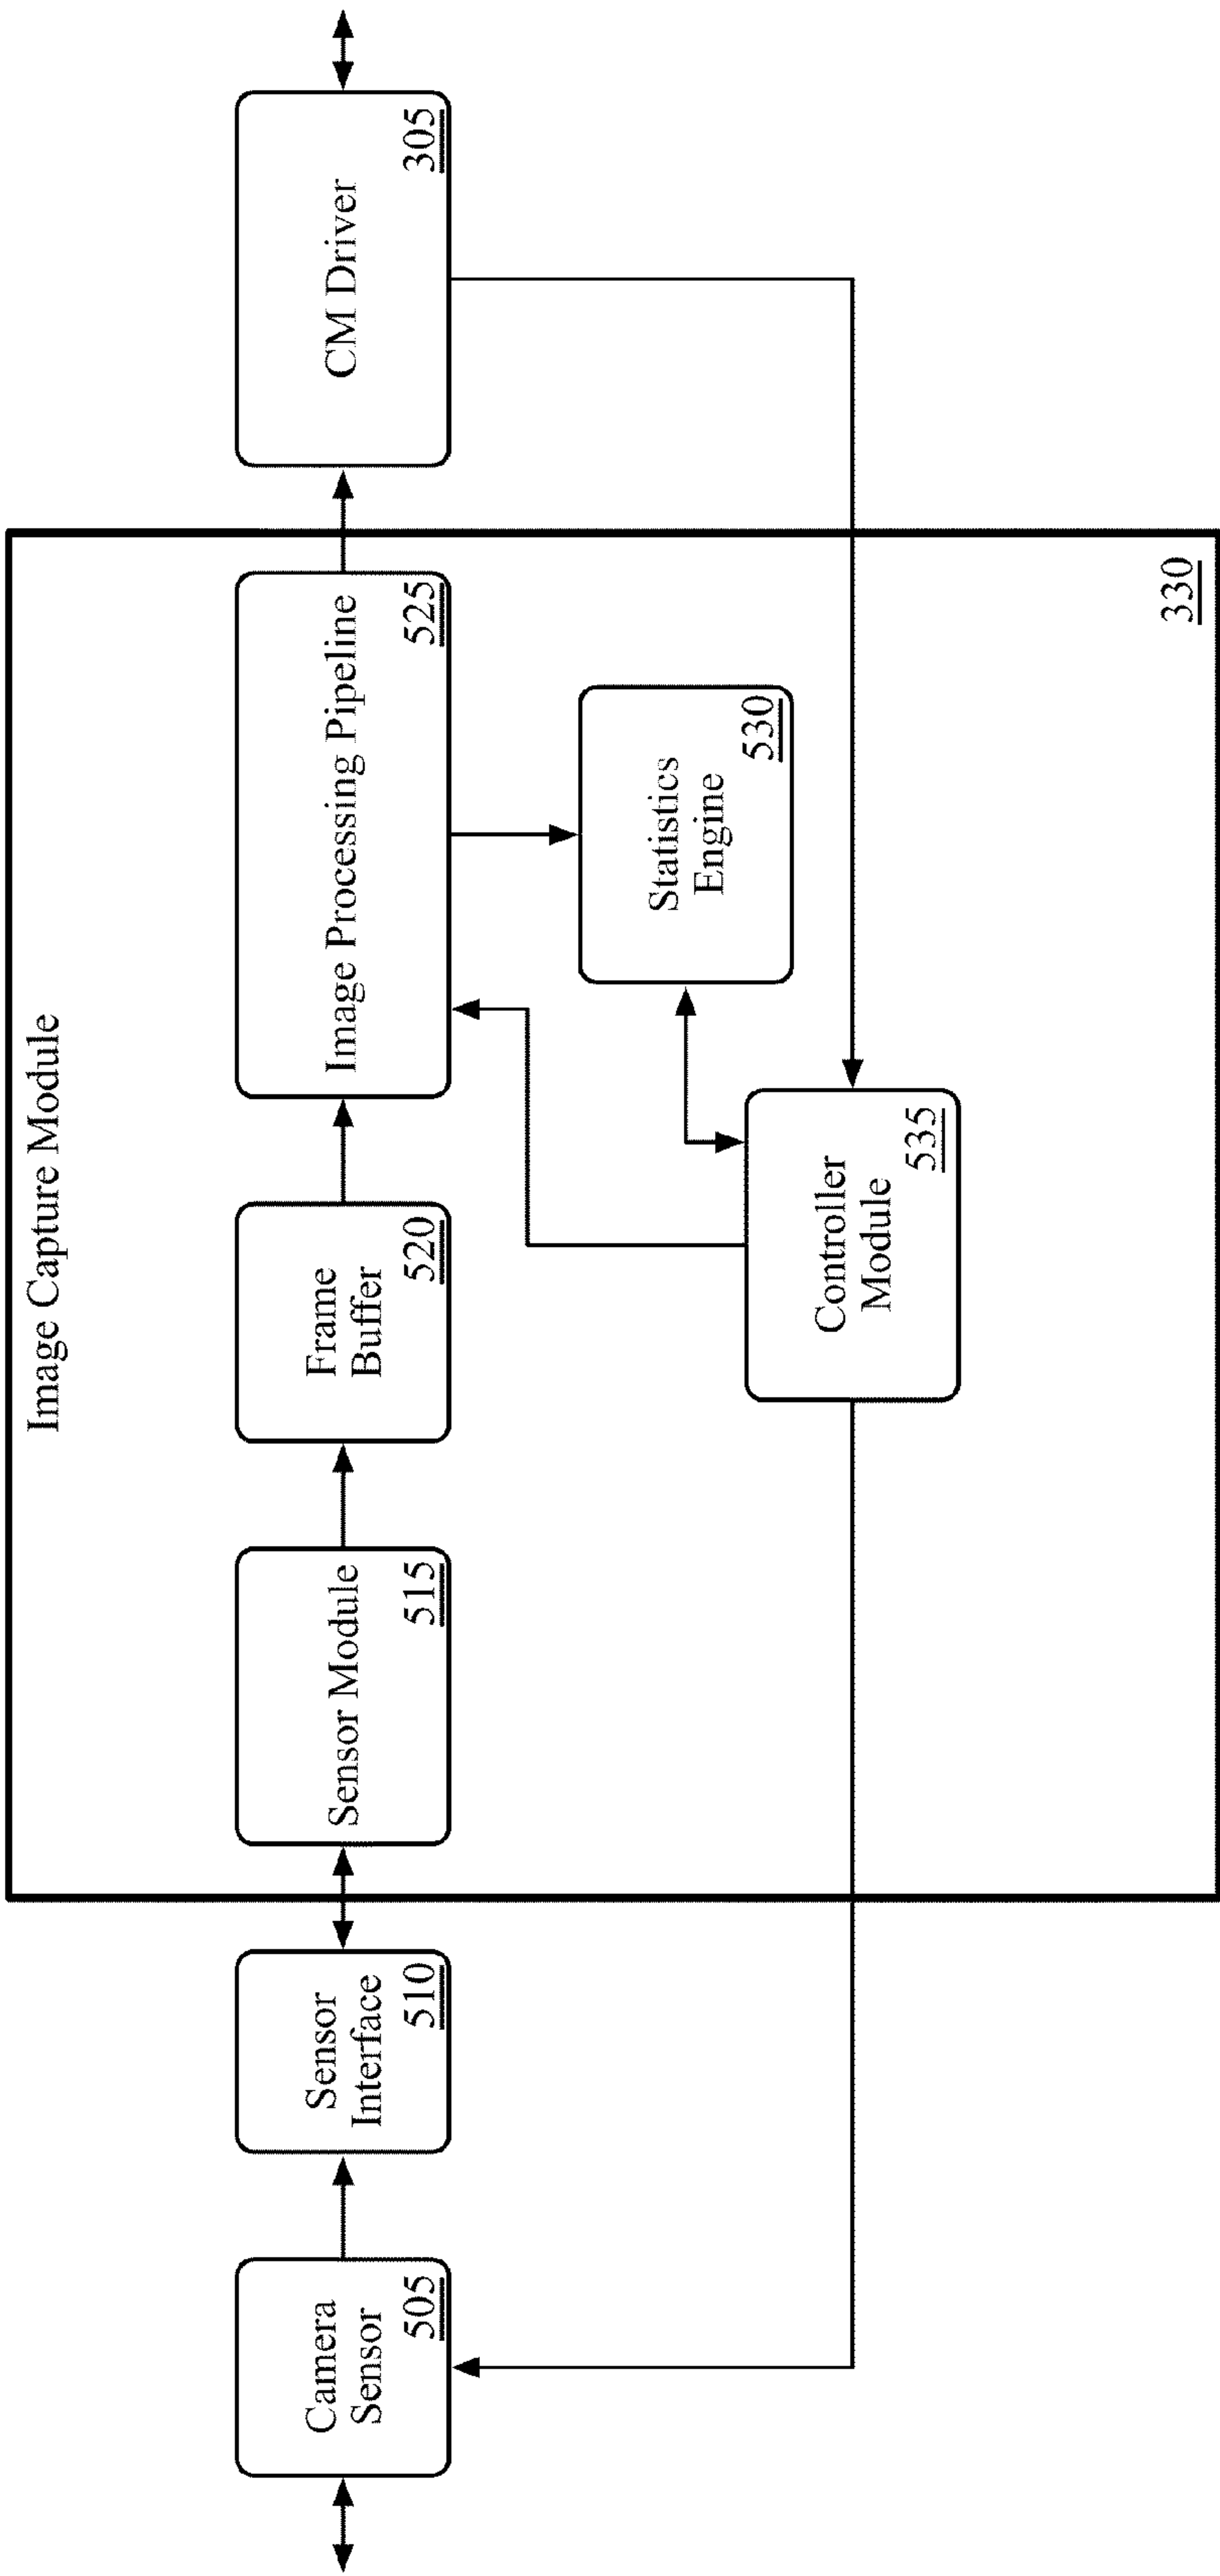 Image Capture Module
Camera
Sensor
505
Sensor
Interface
510
Sensor Module
515
Frame
Buffer
520
Image Processing Pipeline
525
CM Driver
305
Statistics
Engine
530
Controller
Module
535
330